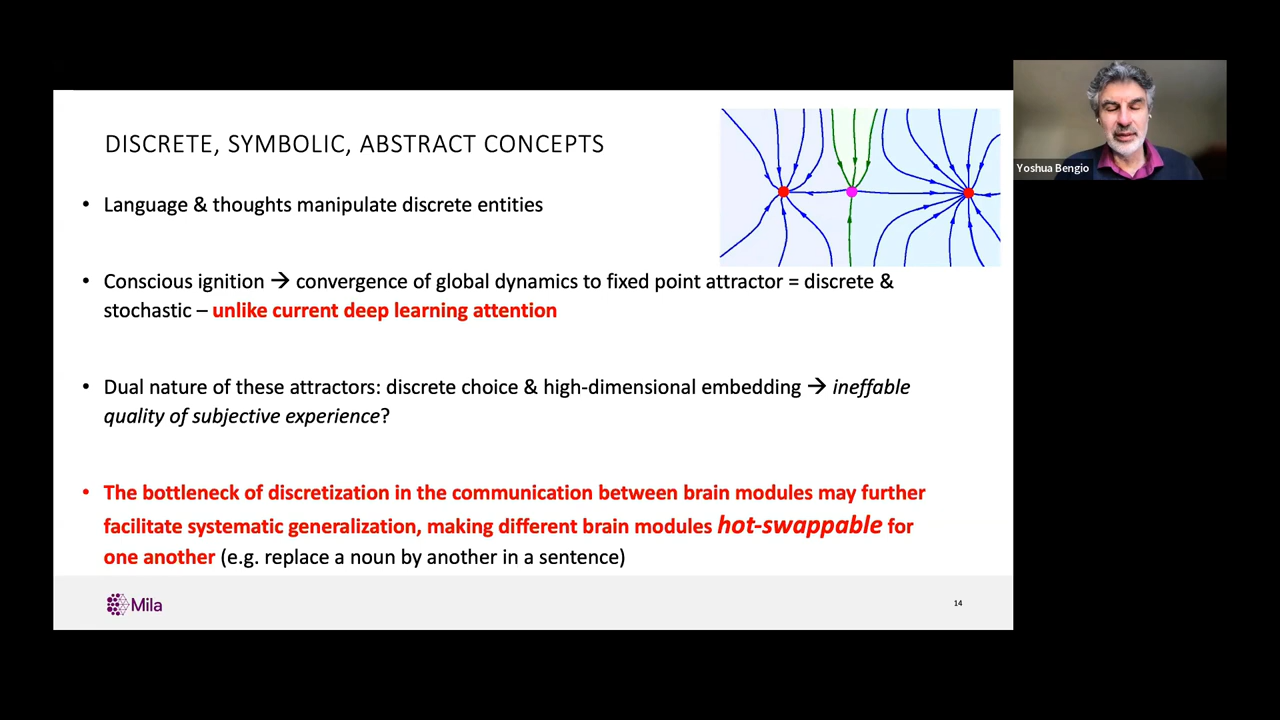 DISCRETE, SYMBOLIC, ABSTRACT CONCEPTS
• Language & thoughts manipulate discrete entities
• Conscious ignition → convergence of global dynamics to fixed point attractor = discrete &
stochastic – unlike current deep learning attention
• Dual nature of these attractors: discrete choice & high-dimensional embedding → ineffable
quality of subjective experience?
• The bottleneck of discretization in the communication between brain modules may further
facilitate systematic generalization, making different brain modules hot-swappable for
one another (e.g. replace a noun by another in a sentence)
Mila
14
Yoshua Bengio